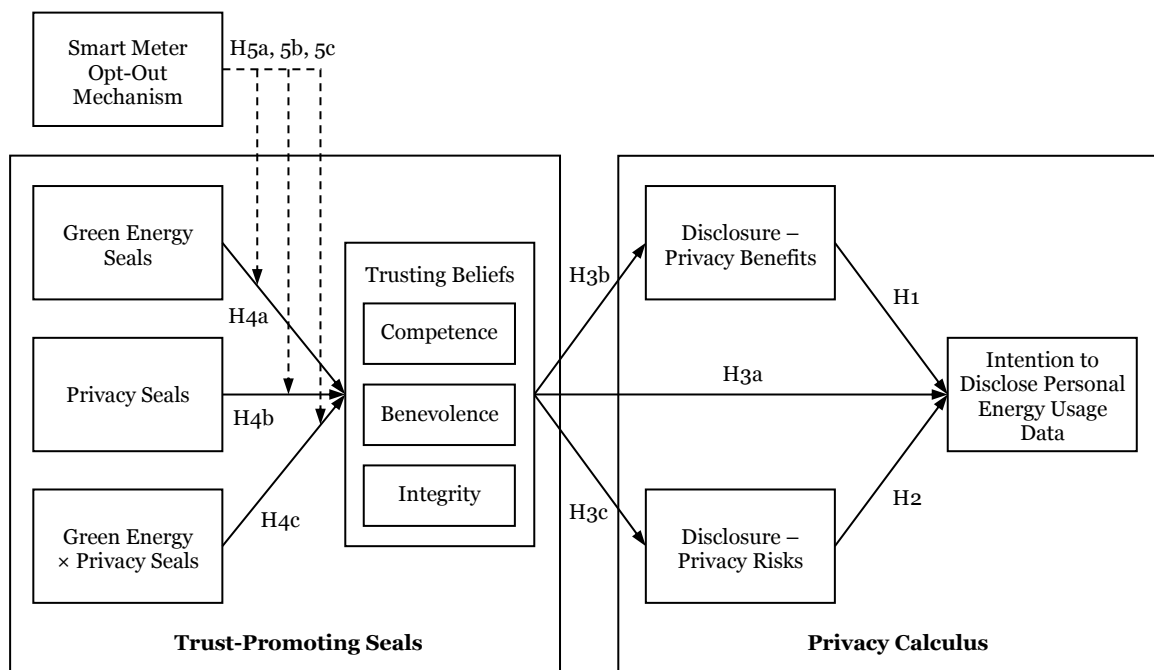 Smart Meter
Opt-Out
Mechanism
H5a, 5b, 5c
Green Energy
Seals
H4a
Privacy Seals
H4b
Green Energy
× Privacy Seals
H4c
Trusting Beliefs
Competence
Benevolence
Integrity
Trust-Promoting Seals
H3b
H3a
H3c
Disclosure –
Privacy Benefits
H1
Intention to
Disclose Personal
Energy Usage
Data
Disclosure –
Privacy Risks
H2
Privacy Calculus